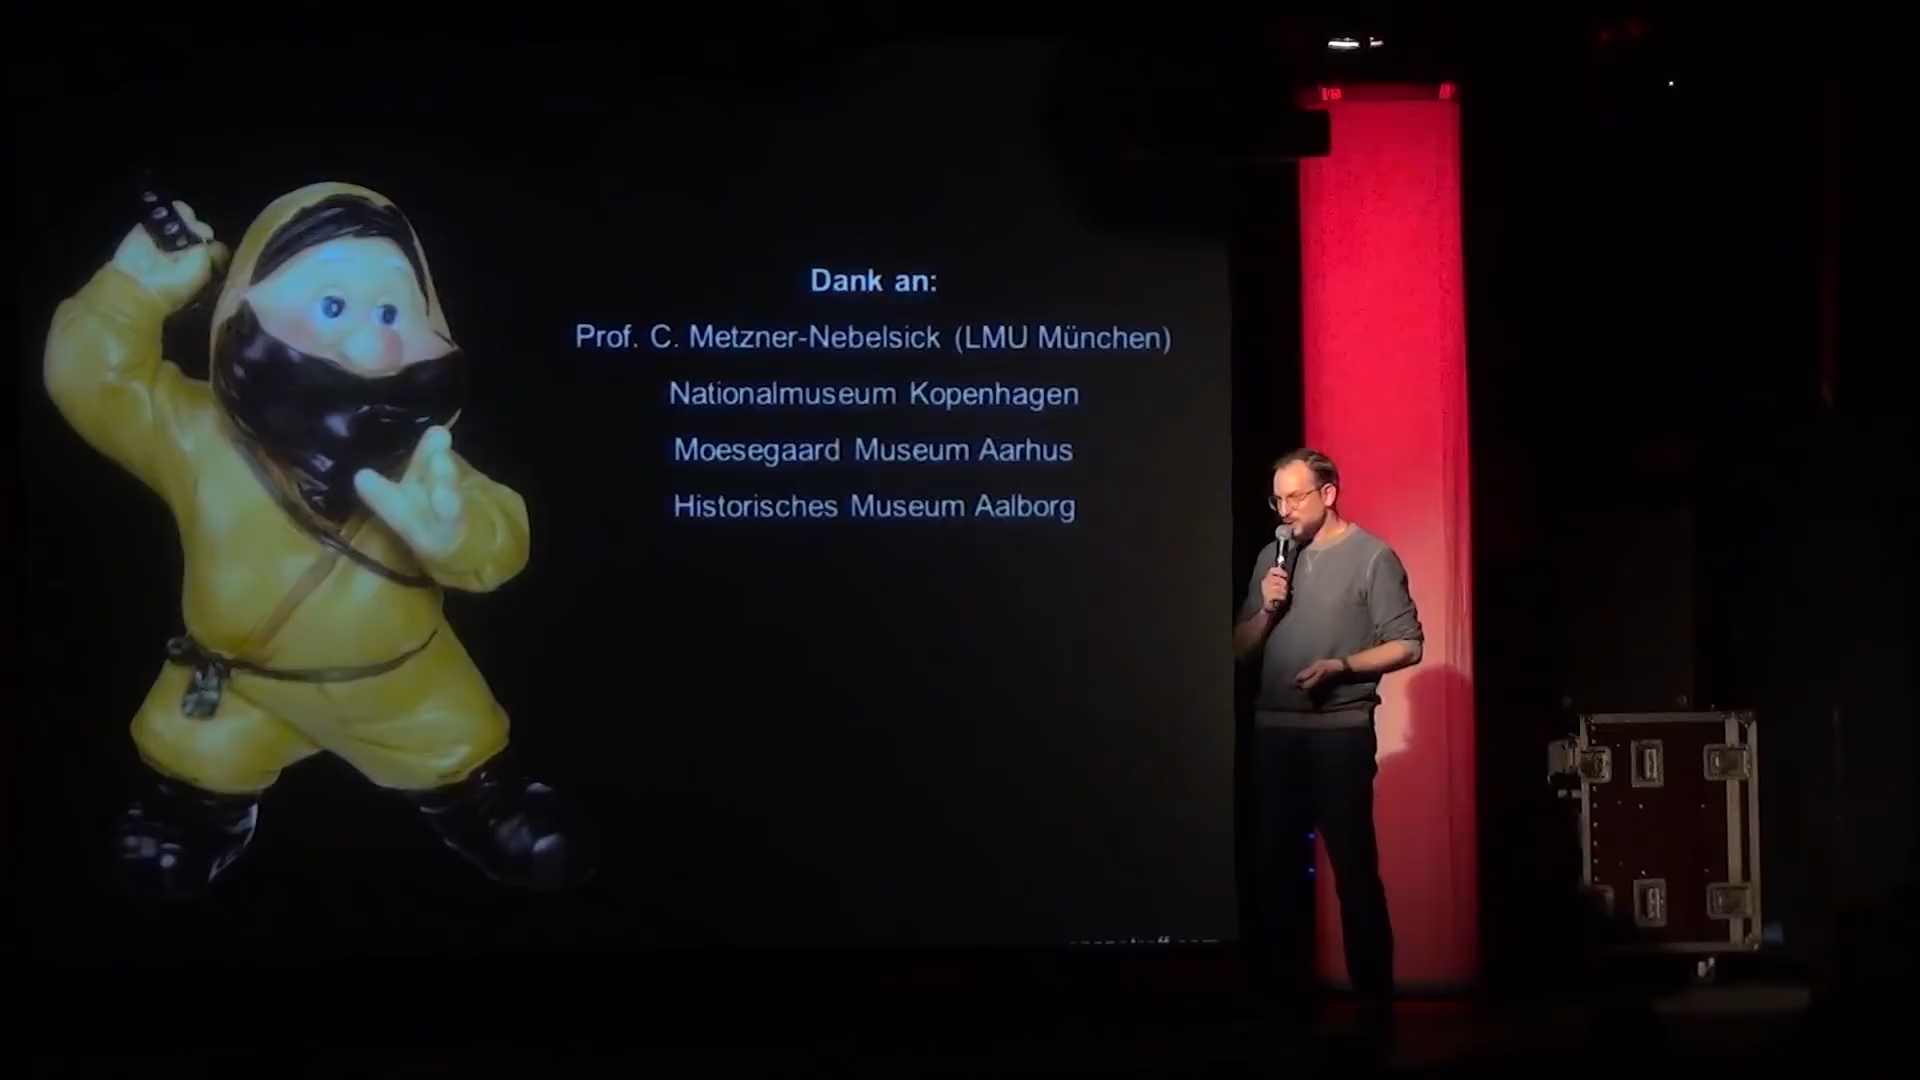 Dank an:
Prof. C. Metzner-Nebelsick (LMU München)
Nationalmuseum Kopenhagen
Moesegaard Museum Aarhus
Historisches Museum Aalborg